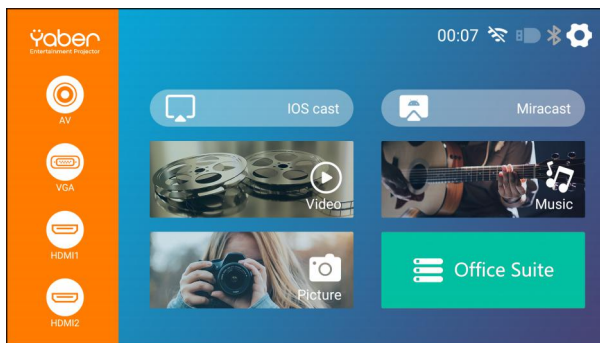 Yaber
Entertainment Projector
00:07
AV
VGA
HDMI1
HDMI2
IOS cast
Miracast
Video
Music
Picture
Office Suite